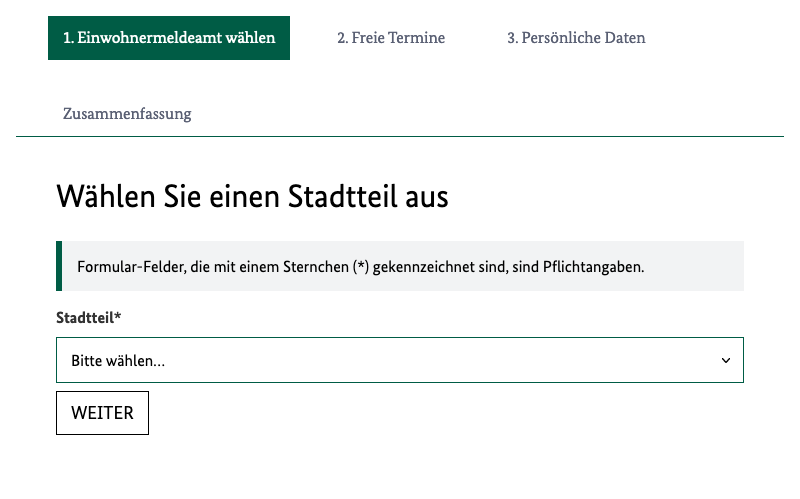 1. Einwohnermeldeamt wählen
2. Freie Termine
3. Persönliche Daten
Zusammenfassung
Wählen Sie einen Stadtteil aus
Formular-Felder, die mit einem Sternchen (*) gekennzeichnet sind, sind Pflichtangaben.
Stadtteil*
Bitte wählen...
WEITER